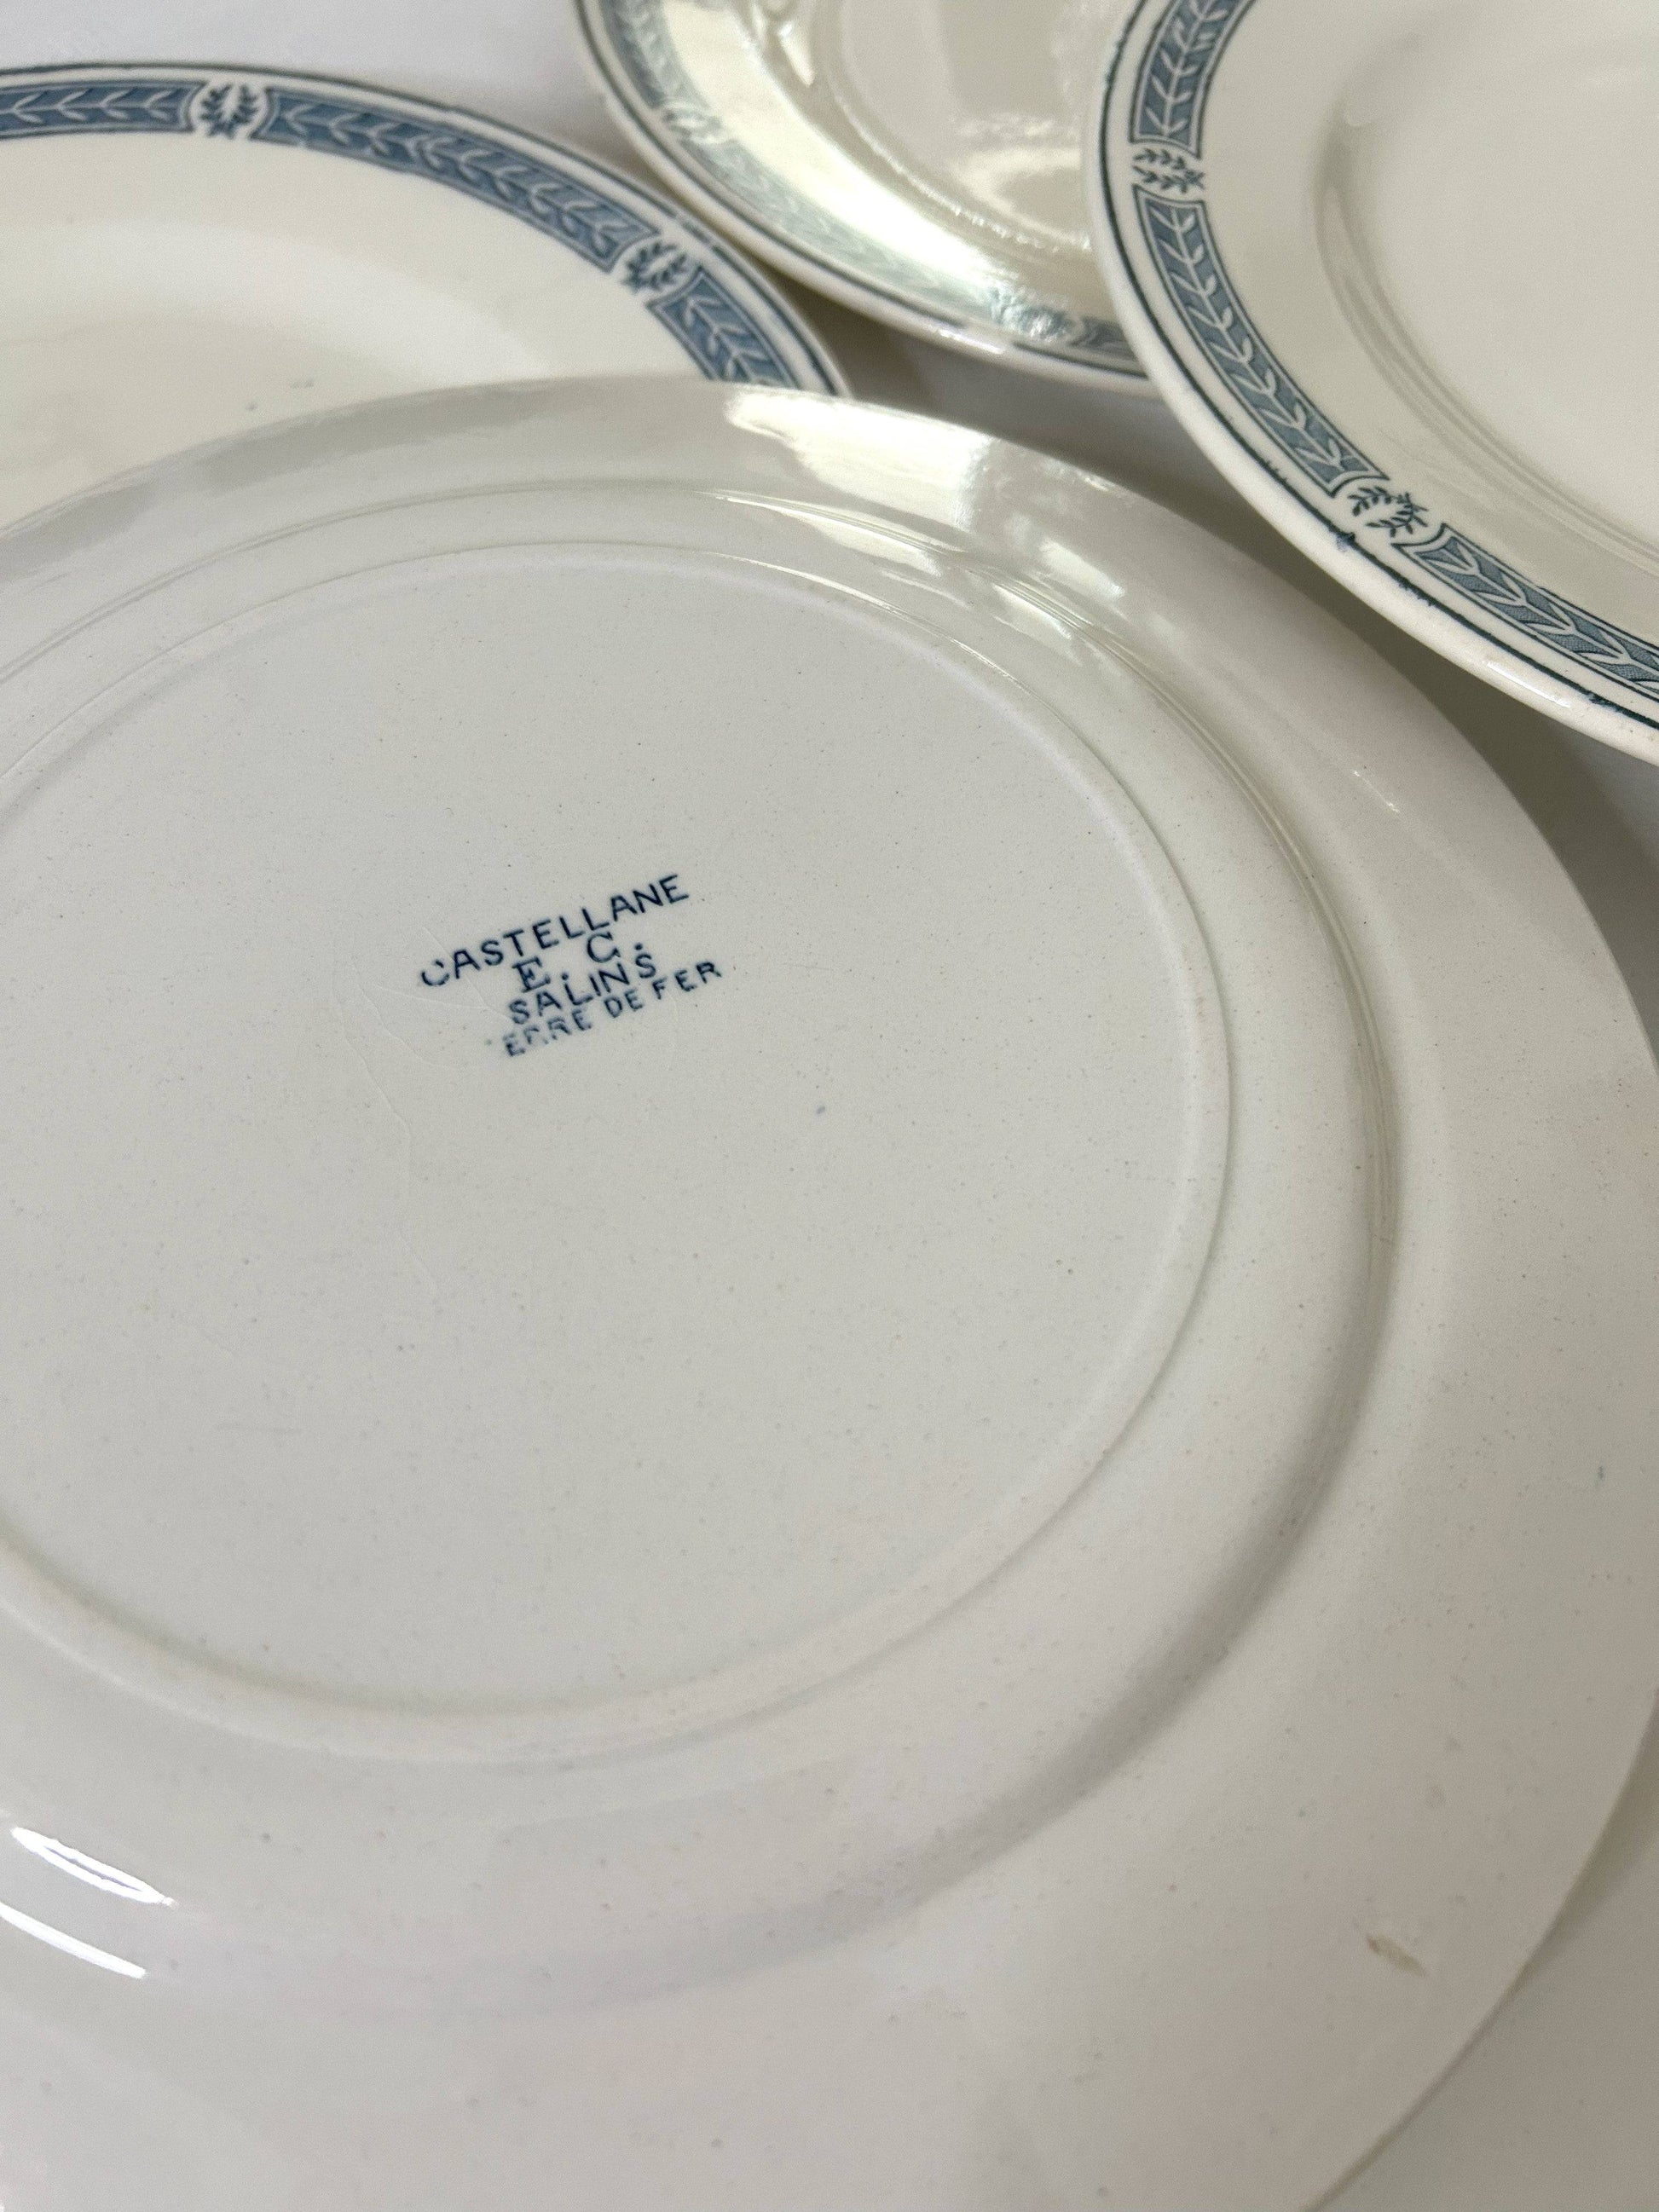 CASTELLANE
E. C.
SALINS
ERRE DE FER